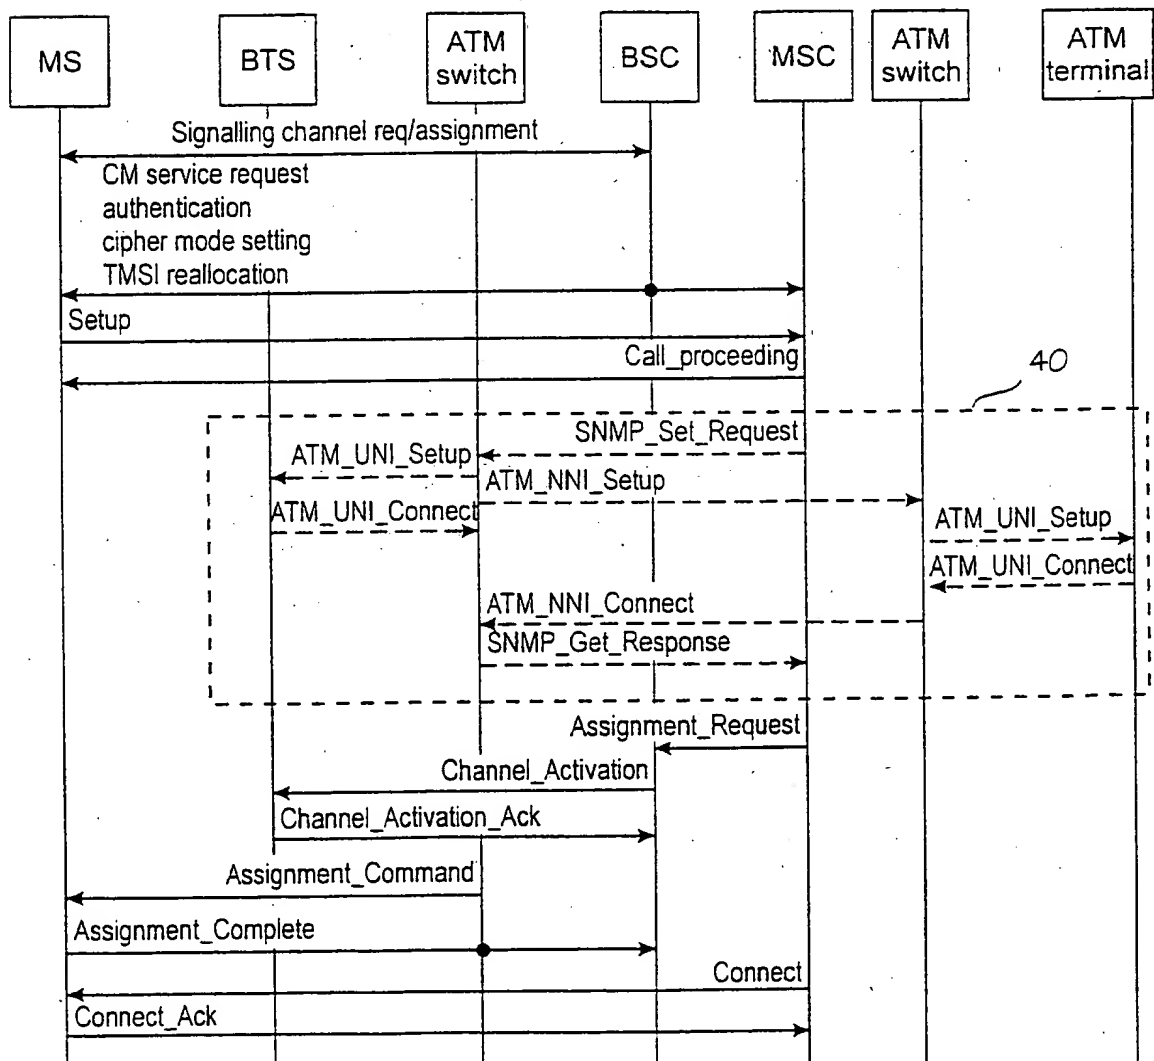 MS
BTS
ATM
switch
BSC
MSC
ATM
switch
ATM
terminal
Signalling channel req/assignment
CM service request
authentication
cipher mode setting
TMSI reallocation
Setup
Call_proceeding
40
SNMP_Set_Request
ATM_UNI_Setup
ATM_NNI_Setup
ATM_UNI_Connect
ATM_UNI_Setup
ATM_UNI_Connect
ATM_NNI_Connect
SNMP_Get_Response
Assignment_Request
Channel_Activation
Channel_Activation_Ack
Assignment_Command
Assignment_Complete
Connect
Connect_Ack